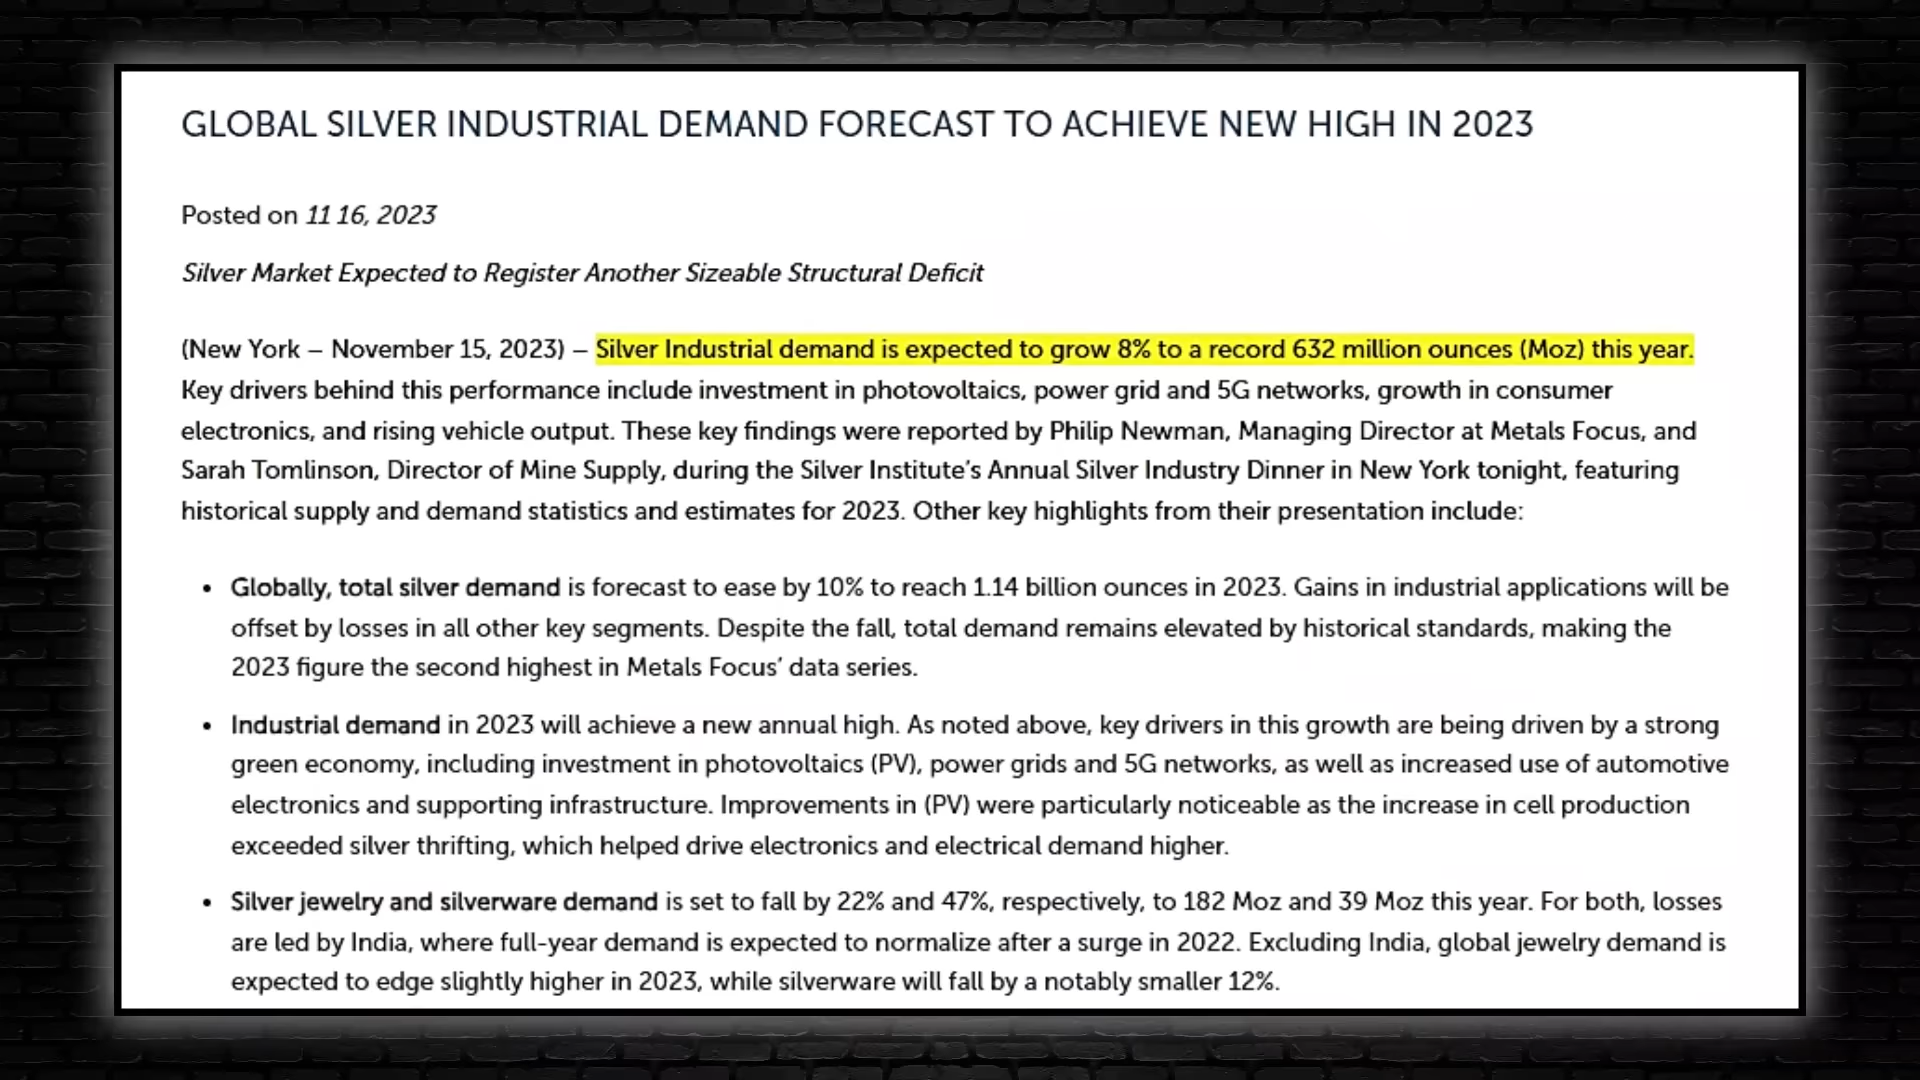 GLOBAL SILVER INDUSTRIAL DEMAND FORECAST TO ACHIEVE NEW HIGH IN 2023
Posted on 11 16, 2023
Silver Market Expected to Register Another Sizeable Structural Deficit
(New York – November 15, 2023) – Silver Industrial demand is expected to grow 8% to a record 632 million ounces (Moz) this year.
Key drivers behind this performance include investment in photovoltaics, power grid and 5G networks, growth in consumer
electronics, and rising vehicle output. These key findings were reported by Philip Newman, Managing Director at Metals Focus, and
Sarah Tomlinson, Director of Mine Supply, during the Silver Institute’s Annual Silver Industry Dinner in New York tonight, featuring
historical supply and demand statistics and estimates for 2023. Other key highlights from their presentation include:
• Globally, total silver demand is forecast to ease by 10% to reach 1.14 billion ounces in 2023. Gains in industrial applications will be
offset by losses in all other key segments. Despite the fall, total demand remains elevated by historical standards, making the
2023 figure the second highest in Metals Focus’ data series.
• Industrial demand in 2023 will achieve a new annual high. As noted above, key drivers in this growth are being driven by a strong
green economy, including investment in photovoltaics (PV), power grids and 5G networks, as well as increased use of automotive
electronics and supporting infrastructure. Improvements in (PV) were particularly noticeable as the increase in cell production
exceeded silver thrifting, which helped drive electronics and electrical demand higher.
• Silver jewelry and silverware demand is set to fall by 22% and 47%, respectively, to 182 Moz and 39 Moz this year. For both, losses
are led by India, where full-year demand is expected to normalize after a surge in 2022. Excluding India, global jewelry demand is
expected to edge slightly higher in 2023, while silverware will fall by a notably smaller 12%.